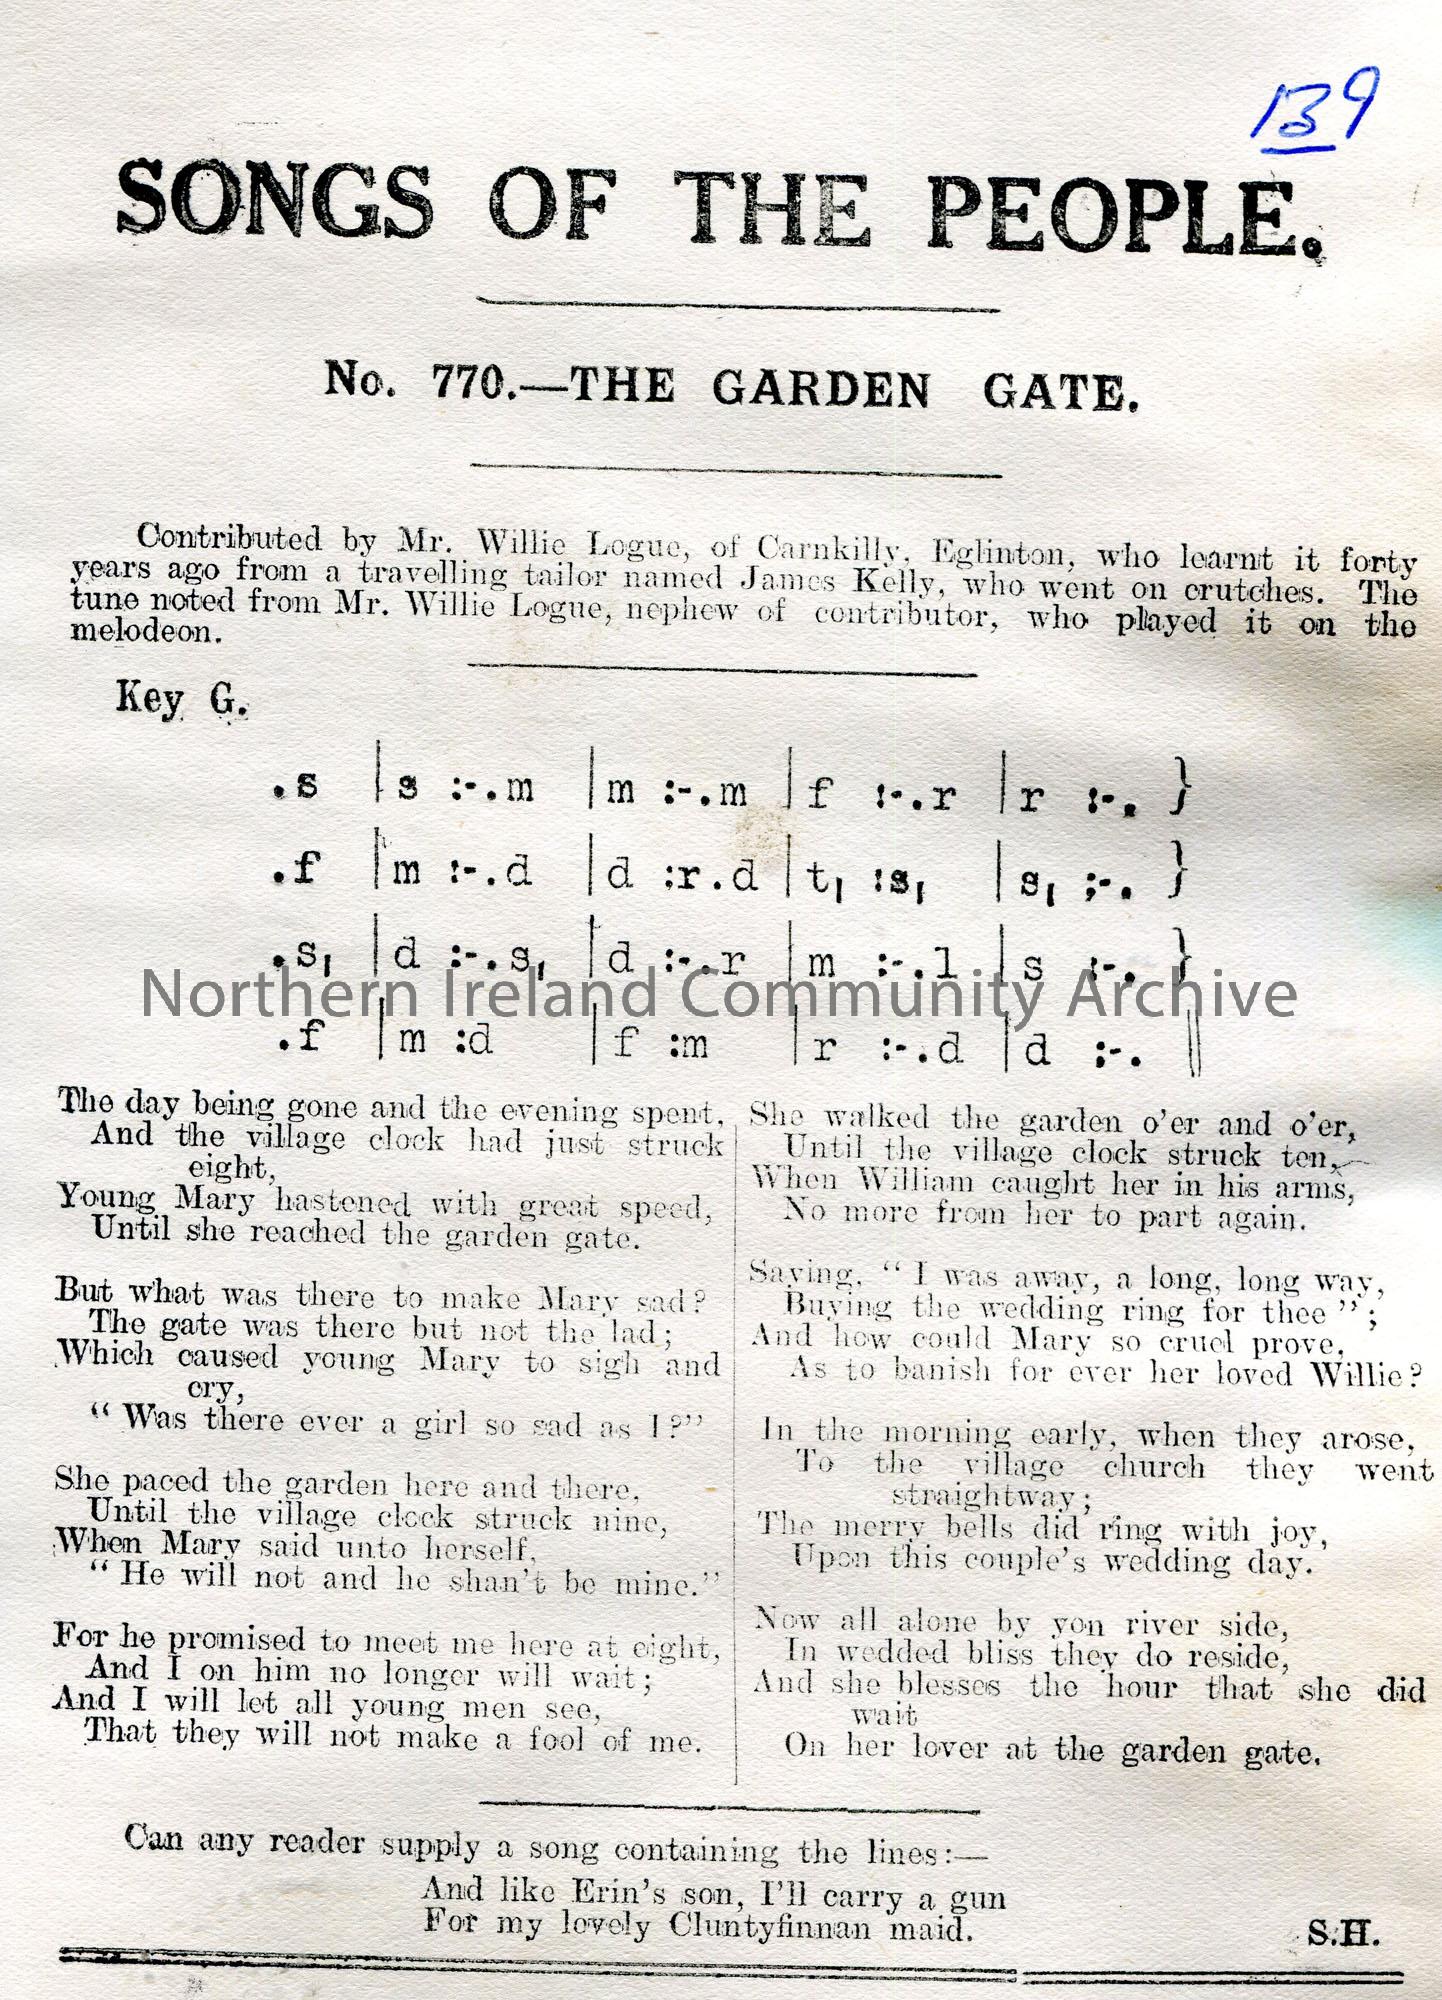 139
SONGS OF THE PEOPLE.
No. 770.—THE GARDEN GATE.
Contributed by Mr. Willie Logue, of Carnkilly, Eglinton, who learnt it forty
years ago from a travelling tailor named James Kelly, who went on crutches. The
tune noted from Mr. Willie Logue, nephew of contributor, who played it on the
melodeon.
Key G.
.s | s :-.m | m :-.m | f :-.r | r :-. }
.f | m :-.d | d :r.d | t, :s, | s, :-. }
.s, | d :-.s, | d :-.r | m :-.l | s :-. }
Northern Ireland Community Archive
.f | m :d | f :m | r :-.d | d :-. ||
The day being gone and the evening spent,
And the village clock had just struck
eight,
Young Mary hastened with great speed,
Until she reached the garden gate.
But what was there to make Mary sad?
The gate was there but not the lad;
Which caused young Mary to sigh and
cry,
“Was there ever a girl so sad as I?”
She paced the garden here and there,
Until the village clock struck nine,
When Mary said unto herself,
“He will not and he shan't be mine.”
For he promised to meet me here at eight,
And I on him no longer will wait;
And I will let all young men see,
That they will not make a fool of me.
She walked the garden o'er and o'er,
Until the village clock struck ten,
When William caught her in his arms,
No more from her to part again.
Saying, “I was away, a long, long way,
Buying the wedding ring for thee”;
And how could Mary so cruel prove,
As to banish for ever her loved Willie?
In the morning early, when they arose,
To the village church they went
straightway;
The merry bells did ring with joy,
Upon this couple's wedding day.
Now all alone by yon river side,
In wedded bliss they do reside,
And she blesses the hour that she did
wait
On her lover at the garden gate.
Can any reader supply a song containing the lines:—
And like Erin's son, I'll carry a gun
For my lovely Cluntyfinnan maid.
S.H.